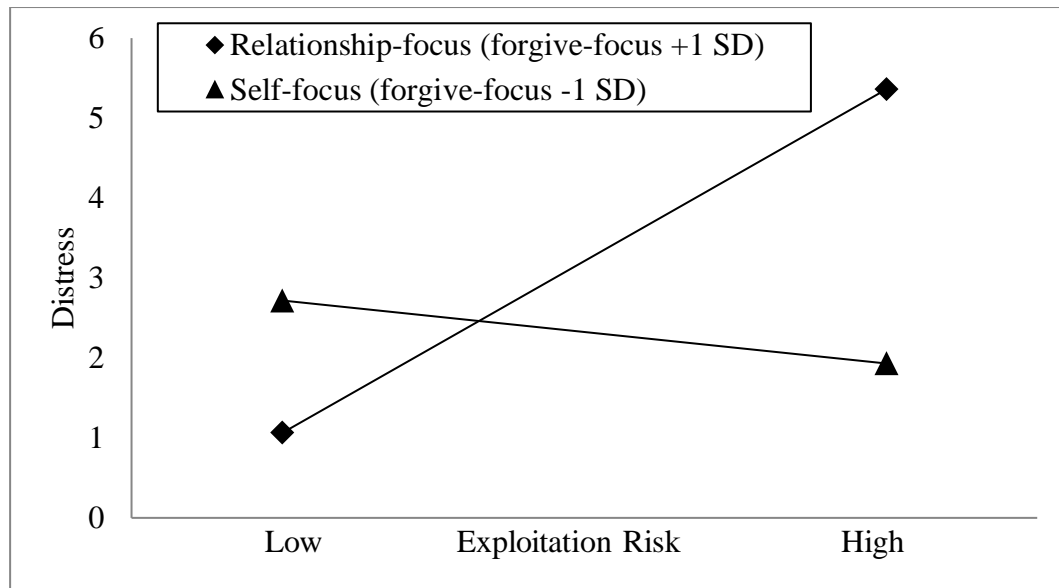 6
Relationship-focus (forgive-focus +1 SD)
Self-focus (forgive-focus -1 SD)
5
4
3
2
1
0
Distress
Low Exploitation Risk High